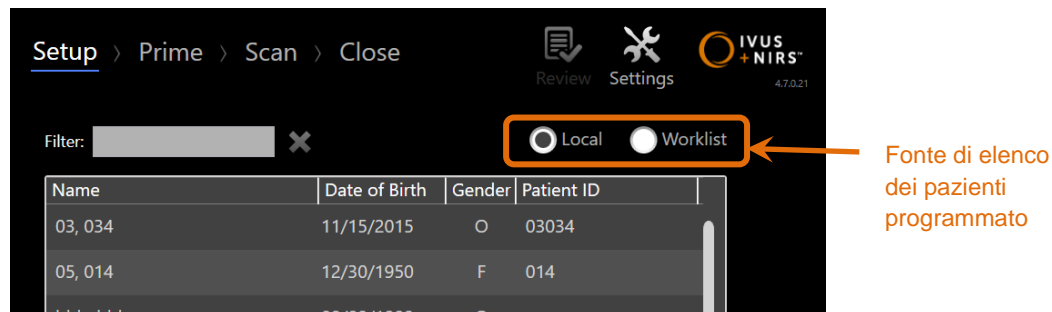 Setup > Prime > Scan > Close
Review
Settings
IVUS
+NIRS™
4.7.0.21
Filter:
Local
Worklist
Fonte di elenco
dei pazienti
programmato
Name Date of Birth Gender Patient ID
03, 034 11/15/2015 O 03034
05, 014 12/30/1950 F 014